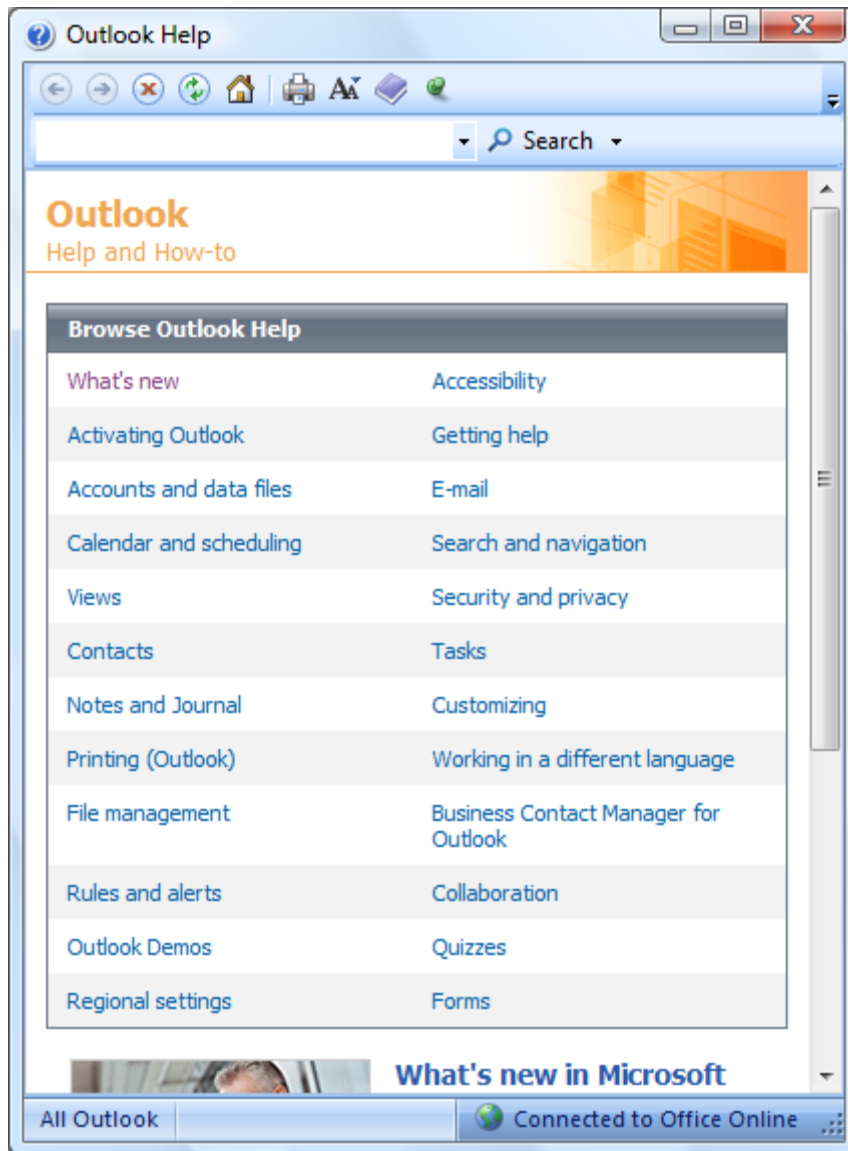 Outlook Help
Search
Outlook
Help and How-to
Browse Outlook Help
What's new
Accessibility
Activating Outlook
Getting help
Accounts and data files
E-mail
Calendar and scheduling
Search and navigation
Views
Security and privacy
Contacts
Tasks
Notes and Journal
Customizing
Printing (Outlook)
Working in a different language
File management
Business Contact Manager for
Outlook
Rules and alerts
Collaboration
Outlook Demos
Quizzes
Regional settings
Forms
What's new in Microsoft
All Outlook
Connected to Office Online